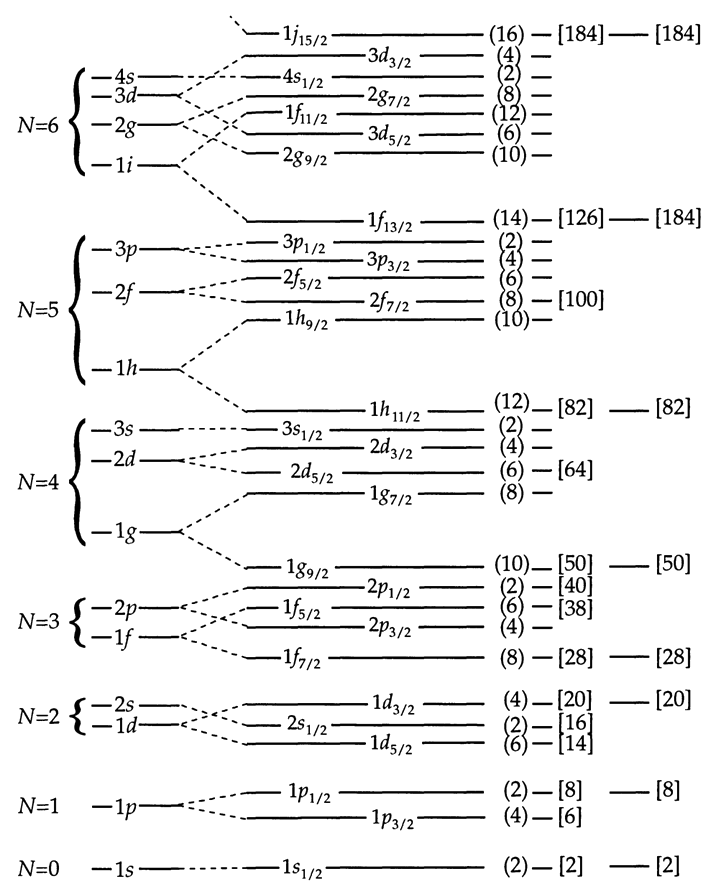 1j15/2 (16) [184] [184]
3d3/2 (4)
4s 4s1/2 (2)
3d 2g7/2 (8)
N=6 2g 1f11/2 (12)
3d5/2 (6)
1i 2g9/2 (10)
1f13/2 (14) [126] [184]
3p 3p1/2 (2)
3p3/2 (4)
2f 2f5/2 (6)
N=5 2f7/2 (8) [100]
1h9/2 (10)
1h
1h11/2 (12) [82] [82]
3s 3s1/2 (2)
2d 2d3/2 (4)
2d5/2 (6) [64]
N=4 1g7/2 (8)
1g
1g9/2 (10) [50] [50]
2p1/2 (2) [40]
2p 1f5/2 (6) [38]
N=3 2p3/2 (4)
1f
1f7/2 (8) [28] [28]
2s 1d3/2 (4) [20] [20]
N=2 1d 2s1/2 (2) [16]
1d5/2 (6) [14]
1p1/2 (2) [8] [8]
N=1 1p
1p3/2 (4) [6]
N=0 1s 1s1/2 (2) [2] [2]